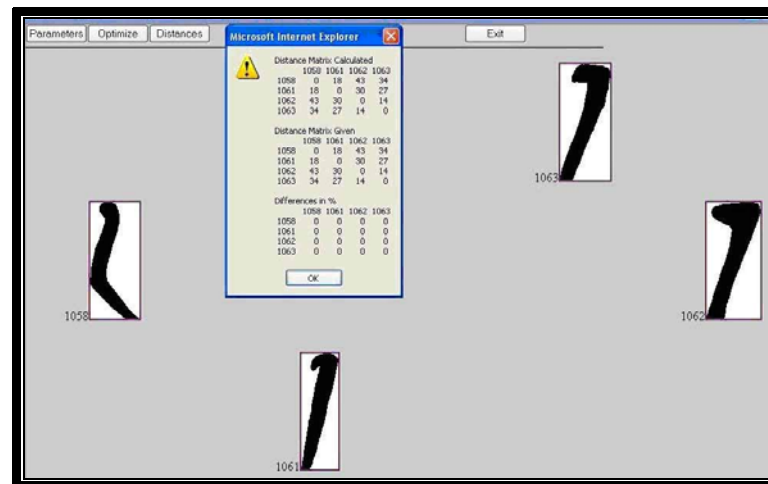 Parameters Optimize Distances Exit
Microsoft Internet Explorer
Distance Matrix Calculated
1058 1061 1062 1063
1058 0 18 43 34
1061 18 0 30 27
1062 43 30 0 14
1063 34 27 14 0
Distance Matrix Given
1058 1061 1062 1063
1058 0 18 43 34
1061 18 0 30 27
1062 43 30 0 14
1063 34 27 14 0
Differences in %
1058 1061 1062 1063
1058 0 0 0 0
1061 0 0 0 0
1062 0 0 0 0
1063 0 0 0 0
OK
1063
1058
1062
1061